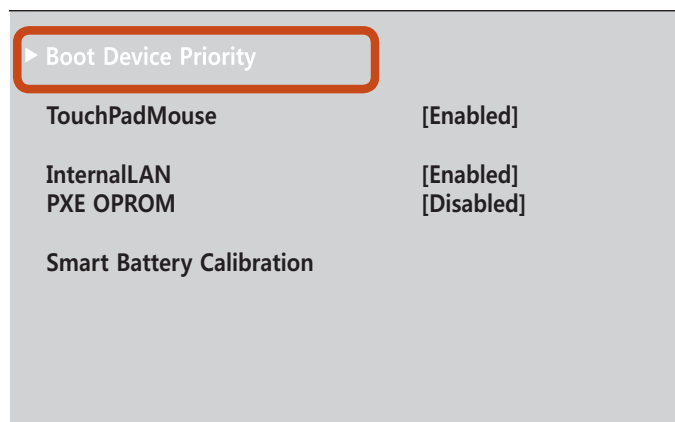 Boot Device Priority
TouchPadMouse [Enabled]
InternalLAN [Enabled]
PXE OPROM [Disabled]
Smart Battery Calibration